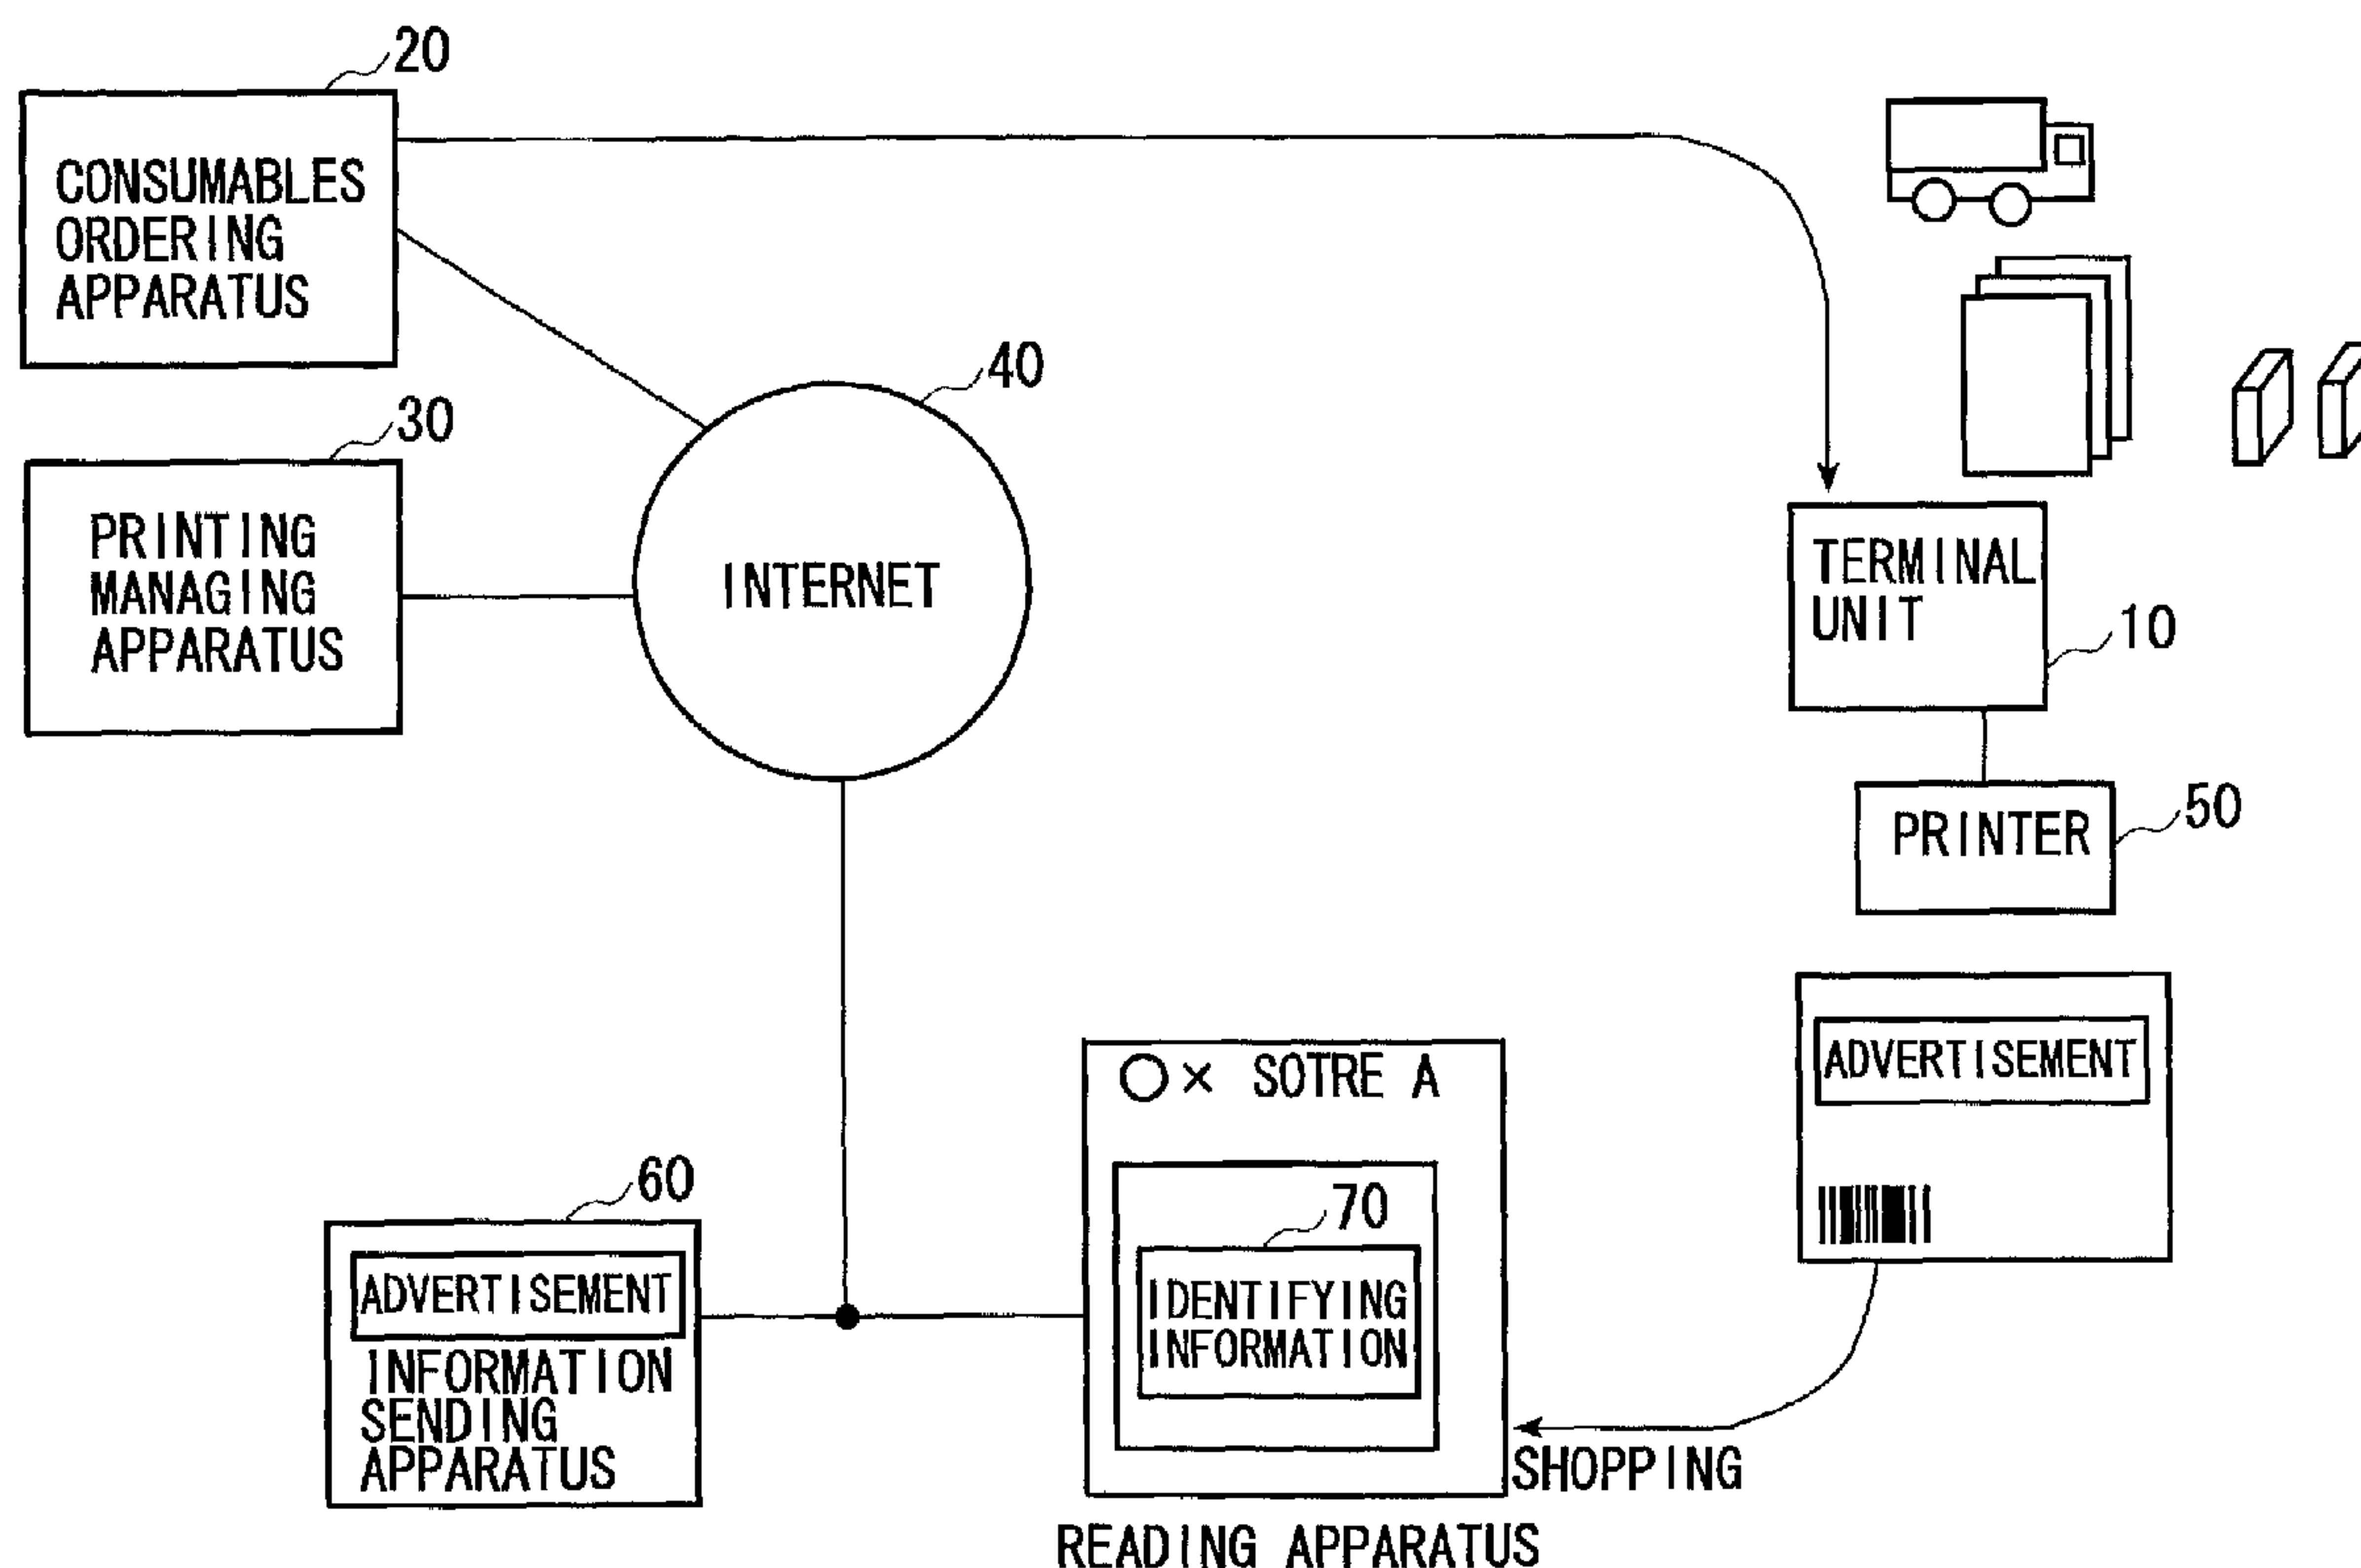 20
CONSUMABLES
ORDERING
APPARATUS
40
30
PRINTING
MANAGING
APPARATUS
INTERNET
TERMINAL
UNIT
10
PRINTER
50
ADVERTISEMENT
○× SOTRE A
60
70
ADVERTISEMENT
INFORMATION
SENDING
APPARATUS
IDENTIFYING
INFORMATION
SHOPPING
READING APPARATUS